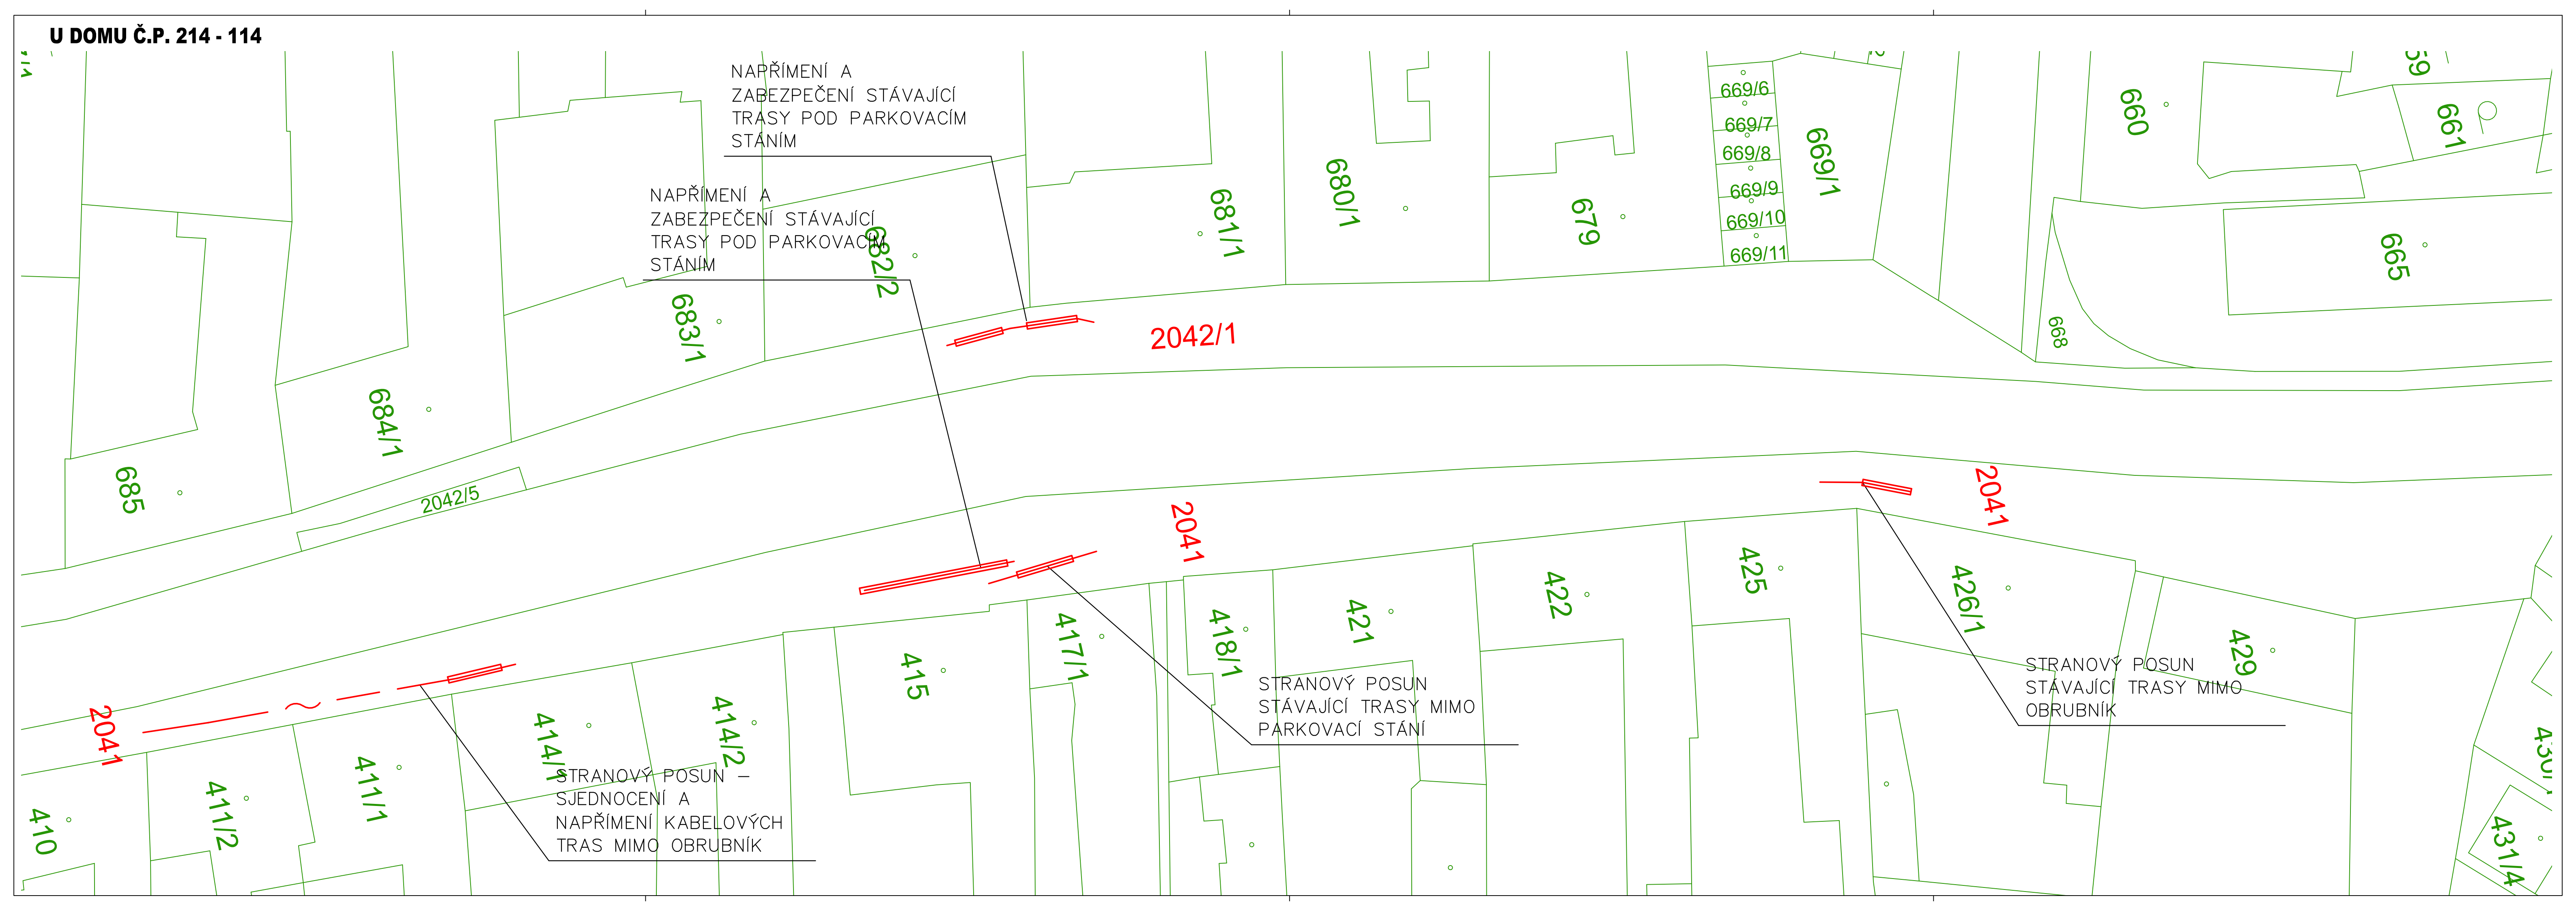 U DOMU Č.P. 214 - 114
NAPŘÍMENÍ A
ZABEZPEČENÍ STÁVAJÍCÍ
TRASY POD PARKOVACÍM
STÁNÍM
NAPŘÍMENÍ A
ZABEZPEČENÍ STÁVAJÍCÍ
TRASY POD PARKOVACÍM
STÁNÍM
669/6
669/7
669/8
669/9
669/10
669/11
669/1
660
661
665
668
679
680/1
681/1
682/2
683/1
684/1
685
2042/5
2042/1
2041
2041
2041
410
411/2
411/1
414/1
414/2
415
417/1
418/1
421
422
425
426/1
429
431/4
STRANOVÝ POSUN –
SJEDNOCENÍ A
NAPŘÍMENÍ KABELOVÝCH
TRAS MIMO OBRUBNÍK
STRANOVÝ POSUN
STÁVAJÍCÍ TRASY MIMO
PARKOVACÍ STÁNÍ
STRANOVÝ POSUN
STÁVAJÍCÍ TRASY MIMO
OBRUBNÍK